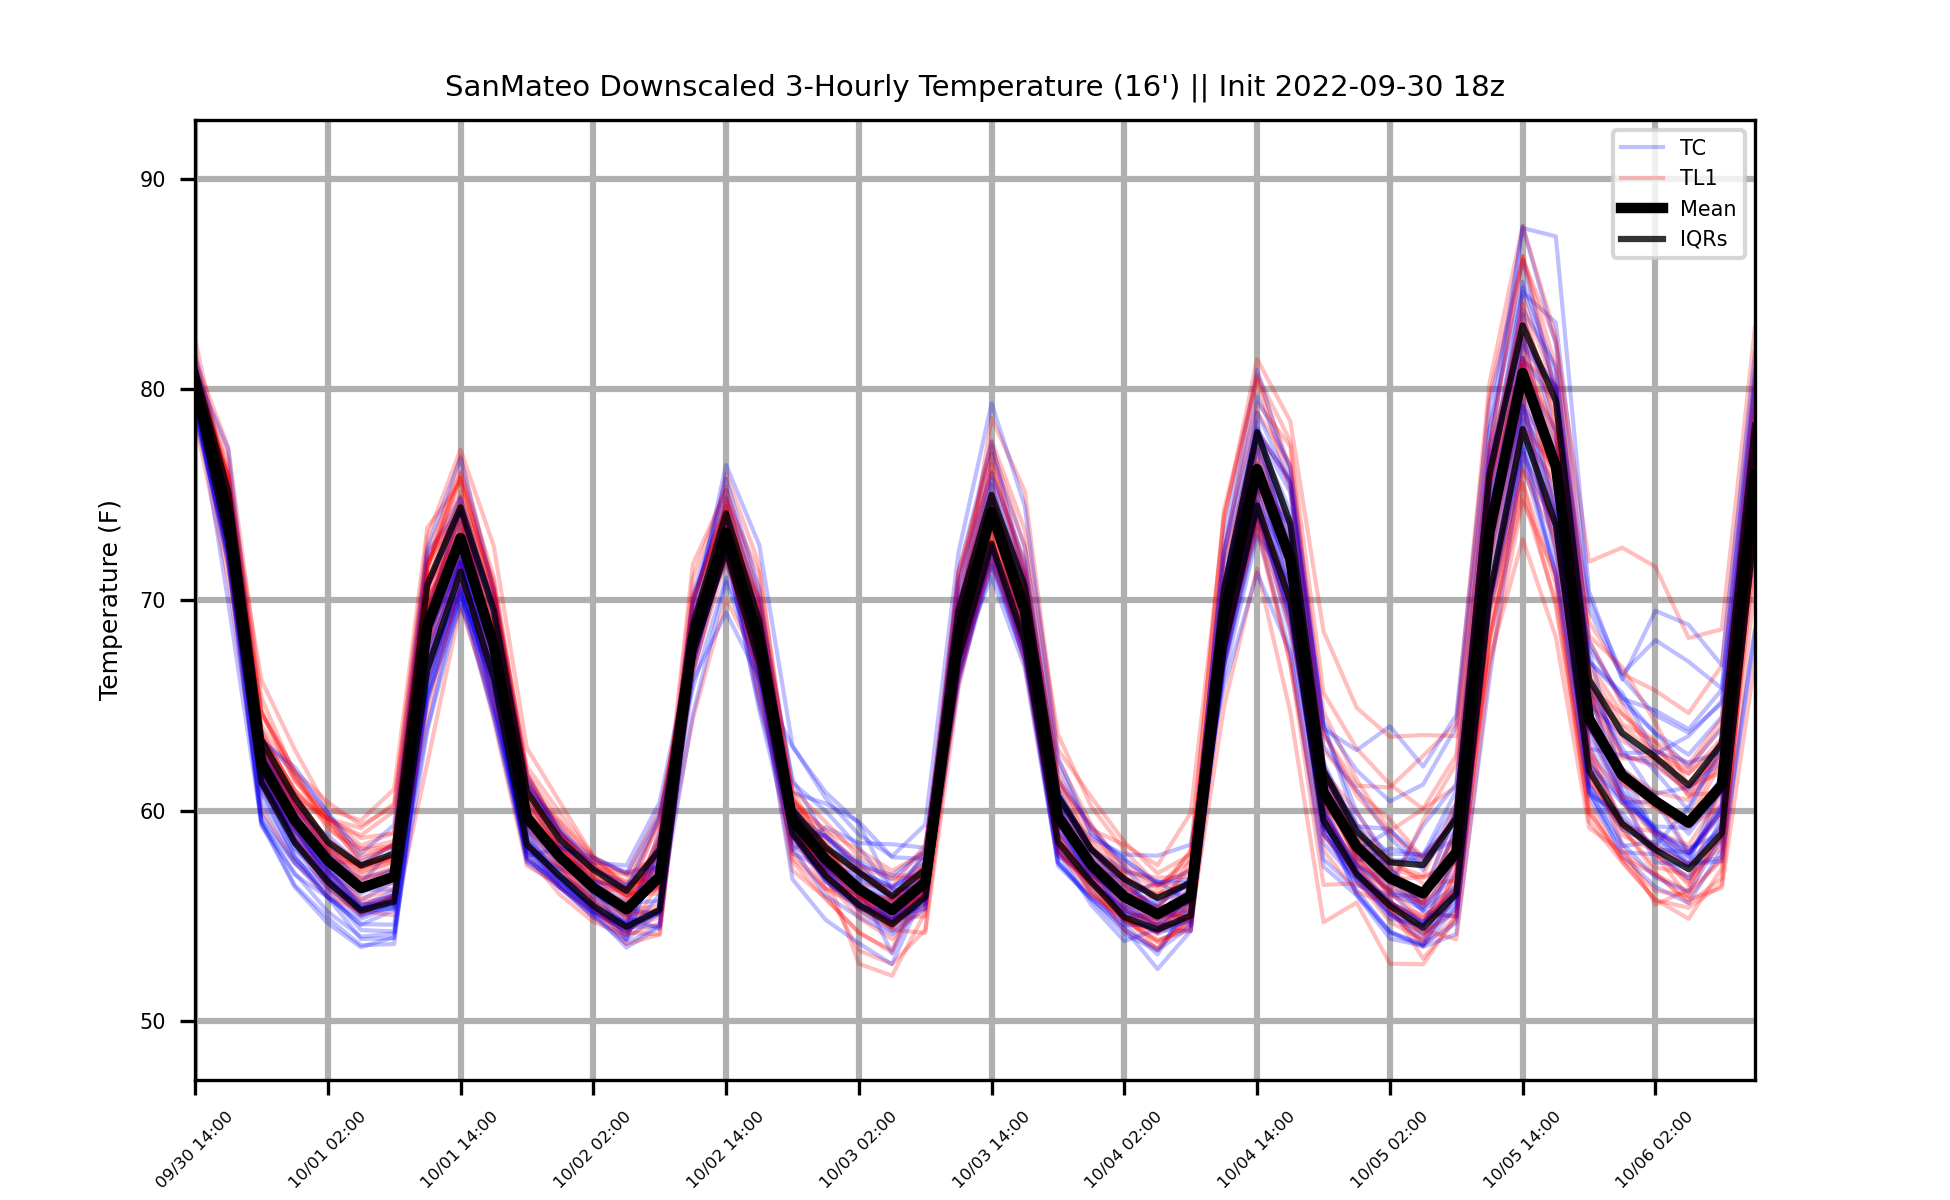 SanMateo Downscaled 3-Hourly Temperature (16') || Init 2022-09-30 18z
TC
TL1
Mean
IQRs
Temperature (F)
90
80
70
60
50
09/30 14:00
10/01 02:00
10/01 14:00
10/02 02:00
10/02 14:00
10/03 02:00
10/03 14:00
10/04 02:00
10/04 14:00
10/05 02:00
10/05 14:00
10/06 02:00